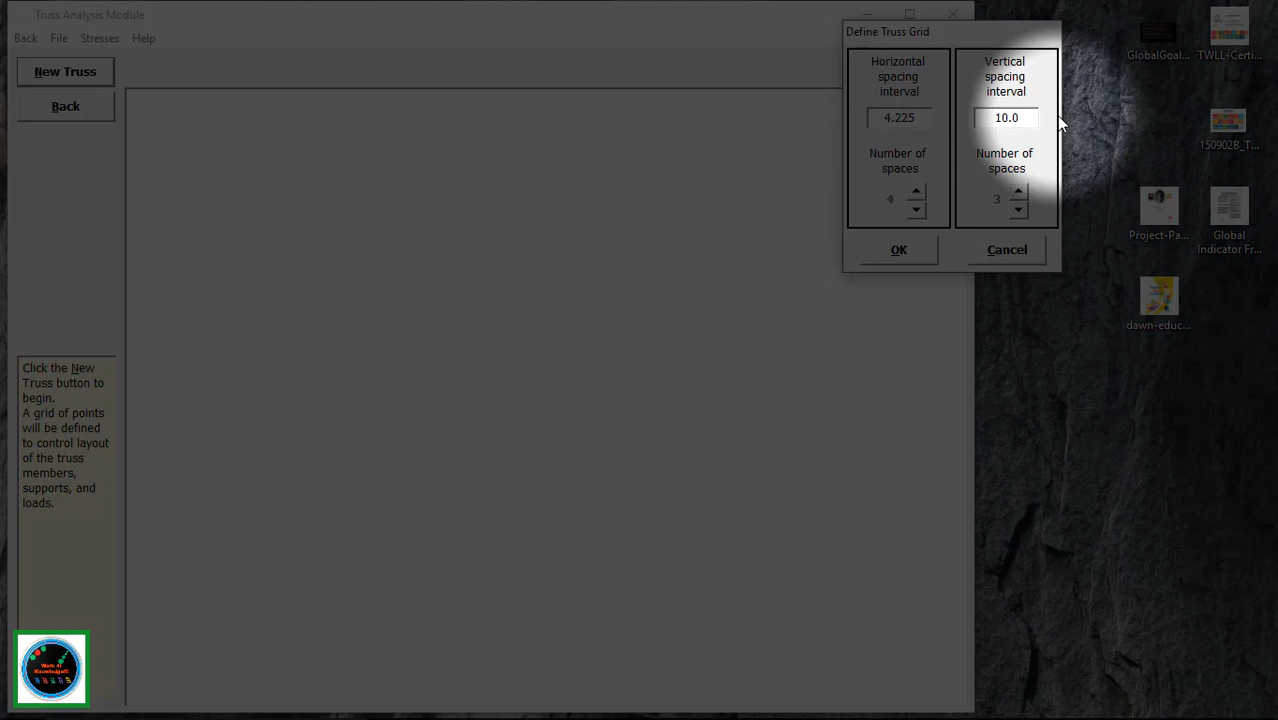 Truss Analysis Module
Back File Stresses Help
New Truss
Back
Click the New
Truss button to
begin.
A grid of points
will be defined
to control layout
of the truss
members,
supports, and
loads.
Define Truss Grid
Horizontal
spacing
interval
4.225
Number of
spaces
4
Vertical
spacing
interval
10.0
Number of
spaces
3
OK
Cancel
GlobalGoal...
TWLL-Certi...
150902B_T...
Project-Pa...
Global
Indicator Fr...
dawn-educ...
Work 4r
Knowledge!!